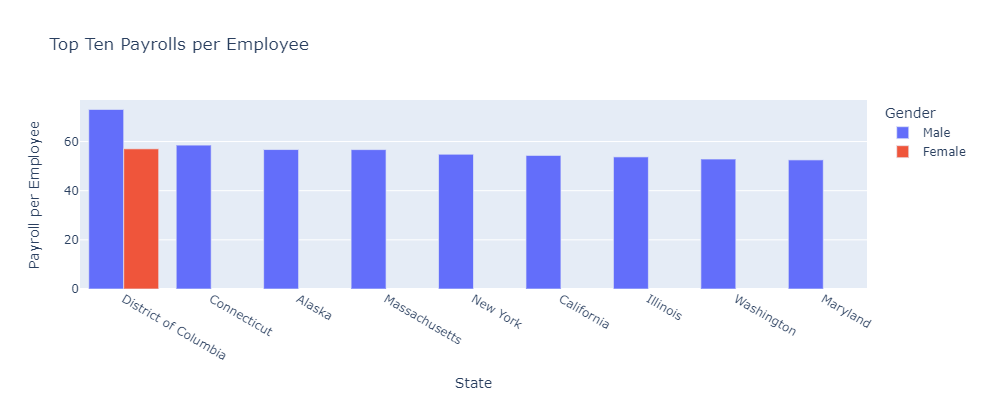 Top Ten Payrolls per Employee
Gender
Male
Female
Payroll per Employee
60
40
20
0
District of Columbia
Connecticut
Alaska
Massachusetts
New York
California
Illinois
Washington
Maryland
State